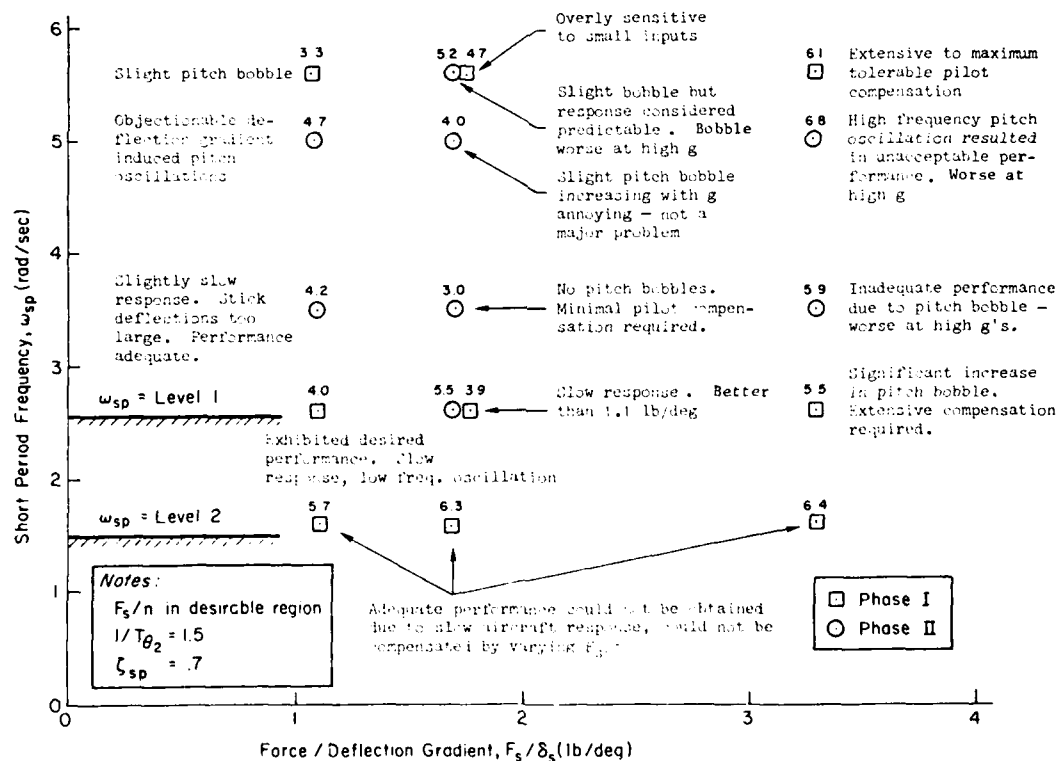 6
5
4
3
2
1
0
Short Period Frequency, ωsp (rad/sec)
0
1
2
3
4
Force / Deflection Gradient, Fs/δs (lb/deg)
3 3
Slight pitch bobble
5 2
4 7
Overly sensitive
to small inputs
6 1
Extensive to maximum
tolerable pilot
compensation
Slight bobble but
response considered
predictable. Bobble
worse at high g
Objectionable de-
flection gradient
induced pitch
oscillations
4 7
4 0
6 8
High frequency pitch
oscillation resulted
in unacceptable per-
formance. Worse at
high g
Slight pitch bobble
increasing with g
annoying – not a
major problem
Slightly slow
response. Stick
deflections too
large. Performance
adequate.
4.2
3.0
No pitch bobbles.
Minimal pilot compen-
sation required.
5 9
Inadequate performance
due to pitch bobble –
worse at high g's.
ωsp = Level 1
4.0
5.5
3.9
Slow response. Better
than 1.1 lb/deg
5 5
Significant increase
in pitch bobble.
Extensive compensation
required.
Exhibited desired
performance. Slow
response, low freq. oscillation
ωsp = Level 2
5.7
6.3
6.4
Adequate performance could not be obtained
due to slow aircraft response, could not be
compensated by varying
Notes:
Fs/n in desirable region
1/Tθ2 = 1.5
ζsp = .7
Phase I
Phase II